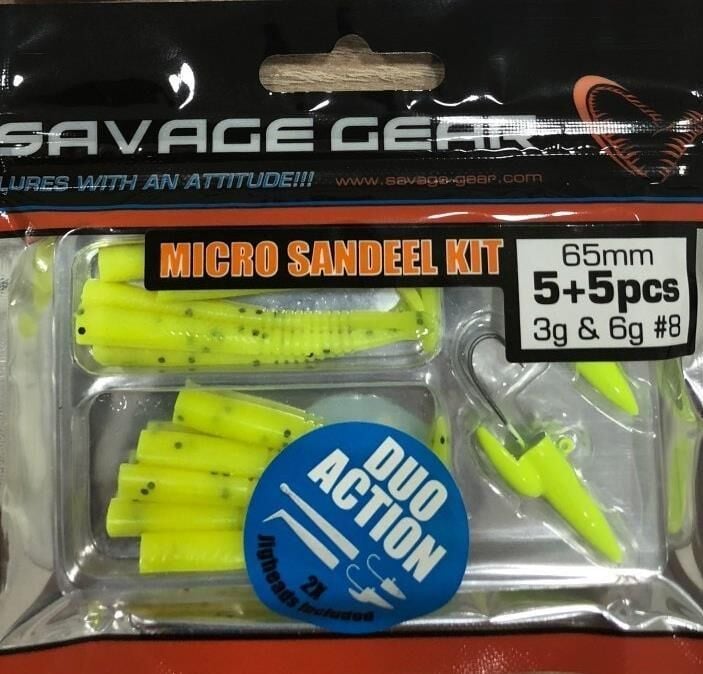 SAVAGE GEAR
LURES WITH AN ATTITUDE!!! www.savage-gear.com
MICRO SANDEEL KIT
65mm
5+5pcs
3g & 6g #8
DUO
ACTION
2X
Jigheads included